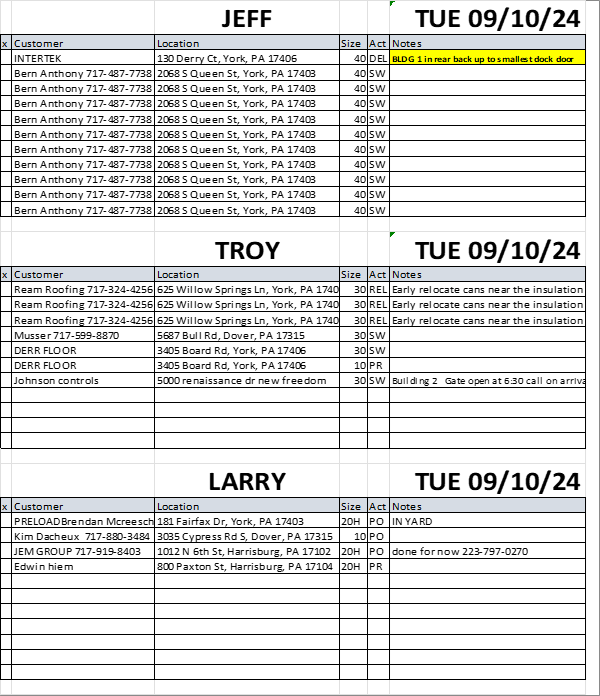 JEFF TUE 09/10/24
x Customer Location Size Act Notes
INTERTEK 130 Derry Ct, York, PA 17406 40 DEL BLDG 1 in rear back up to smallest dock door
Bern Anthony 717-487-7738 2068 S Queen St, York, PA 17403 40 SW
Bern Anthony 717-487-7738 2068 S Queen St, York, PA 17403 40 SW
Bern Anthony 717-487-7738 2068 S Queen St, York, PA 17403 40 SW
Bern Anthony 717-487-7738 2068 S Queen St, York, PA 17403 40 SW
Bern Anthony 717-487-7738 2068 S Queen St, York, PA 17403 40 SW
Bern Anthony 717-487-7738 2068 S Queen St, York, PA 17403 40 SW
Bern Anthony 717-487-7738 2068 S Queen St, York, PA 17403 40 SW
Bern Anthony 717-487-7738 2068 S Queen St, York, PA 17403 40 SW
Bern Anthony 717-487-7738 2068 S Queen St, York, PA 17403 40 SW
Bern Anthony 717-487-7738 2068 S Queen St, York, PA 17403 40 SW
TROY TUE 09/10/24
x Customer Location Size Act Notes
Ream Roofing 717-324-4256 625 Willow Springs Ln, York, PA 1740 30 REL Early relocate cans near the insulation
Ream Roofing 717-324-4256 625 Willow Springs Ln, York, PA 1740 30 REL Early relocate cans near the insulation
Ream Roofing 717-324-4256 625 Willow Springs Ln, York, PA 1740 30 REL Early relocate cans near the insulation
Musser 717-599-8870 5687 Bull Rd, Dover, PA 17315 30 SW
DERR FLOOR 3405 Board Rd, York, PA 17406 30 SW
DERR FLOOR 3405 Board Rd, York, PA 17406 10 PR
Johnson controls 5000 renaissance dr new freedom 30 SW Building 2 Gate open at 6:30 call on arriva
LARRY TUE 09/10/24
x Customer Location Size Act Notes
PRELOADBrendan Mcreesch 181 Fairfax Dr, York, PA 17403 20H PO IN YARD
Kim Dacheux 717-880-3484 3035 Cypress Rd S, Dover, PA 17315 10 PO
JEM GROUP 717-919-8403 1012 N 6th St, Harrisburg, PA 17102 20H PO done for now 223-797-0270
Edwin hiem 800 Paxton St, Harrisburg, PA 17104 20H PR